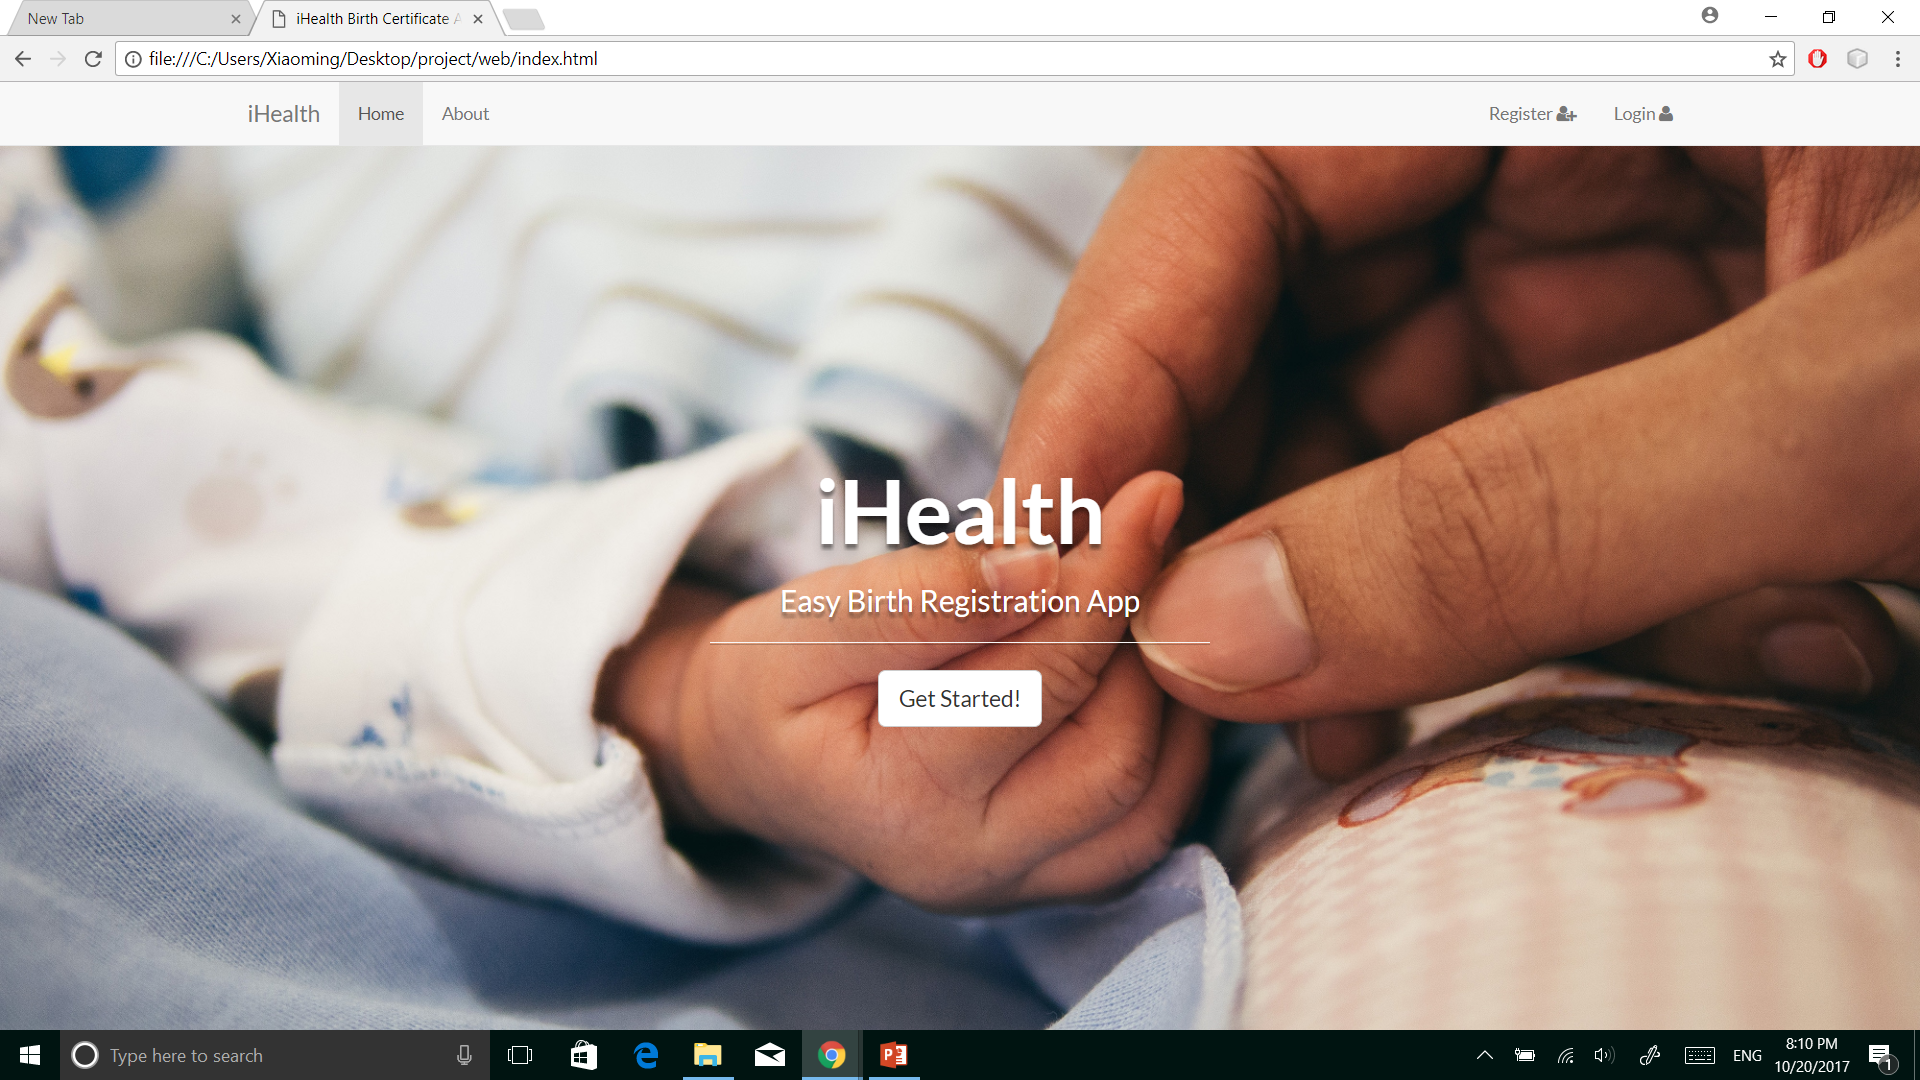 New Tab
iHealth Birth Certificate A
file:///C:/Users/Xiaoming/Desktop/project/web/index.html
iHealth Home About Register Login
iHealth
Easy Birth Registration App
Get Started!
Type here to search
ENG
8:10 PM
10/20/2017
1